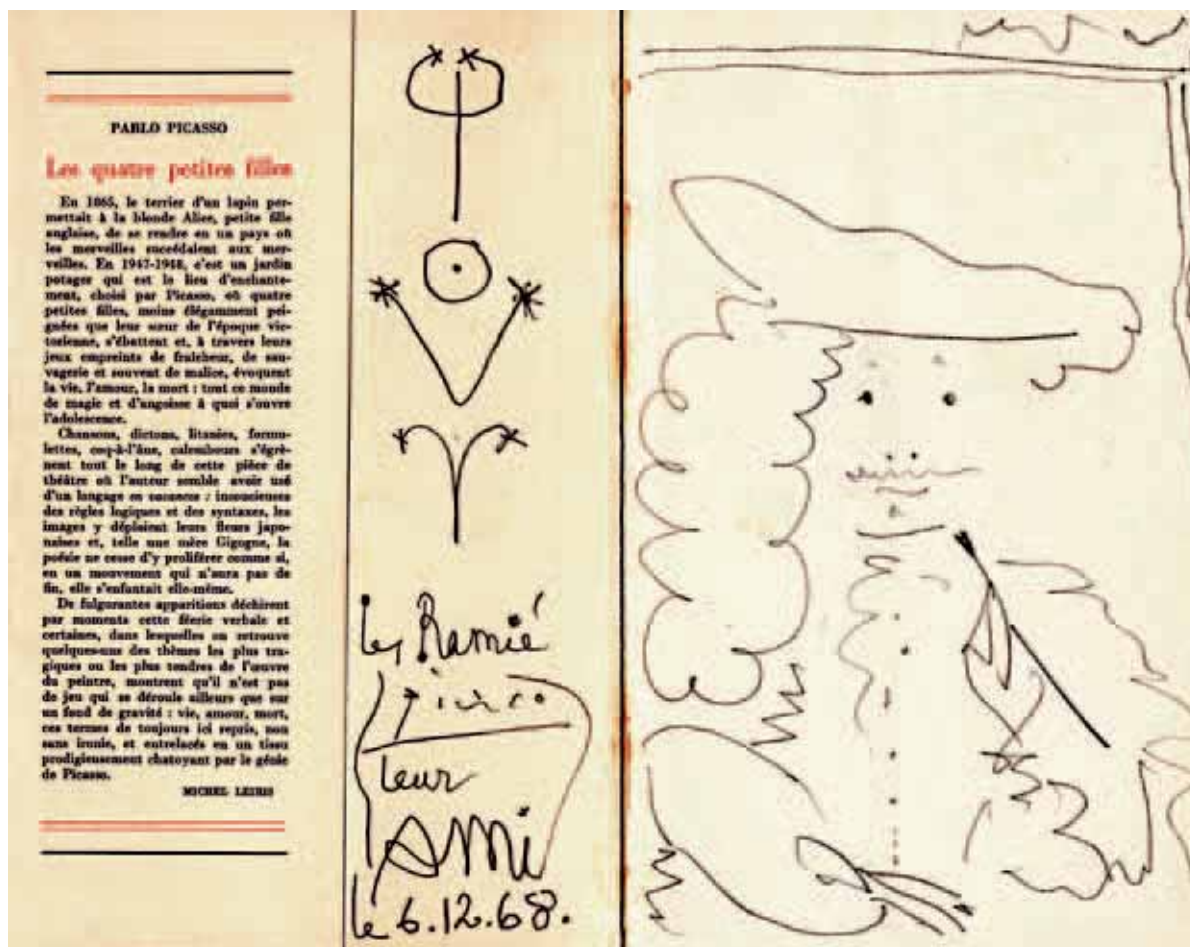 PABLO PICASSO
Les quatre petites filles
En 1865, le terrier d'un lapin per-
mettait à la blonde Alice, petite fille
anglaise, de se rendre en un pays où
les merveilles succédaient aux mer-
veilles. En 1947-1948, c'est un jardin
potager qui est le lieu d'enchante-
ment, choisi par Picasso, où quatre
petites filles, moins élégamment pei-
gnées que leur sœur de l'époque vic-
torienne, s'ébattent et, à travers leurs
jeux empreints de fraîcheur, de sau-
vagerie et souvent de malice, évoquent
la vie, l'amour, la mort : tout ce monde
de magie et d'angoisse à quoi s'ouvre
l'adolescence.
Chansons, dictons, litanies, formu-
lettes, coq-à-l'âne, calembours s'égrè-
nent tout le long de cette pièce de
théâtre où l'auteur semble avoir usé
d'un langage en vacances : insoucieuses
des règles logiques et des syntaxes, les
images y déplient leurs fleurs japo-
naises et, telle une mère Gigogne, la
poésie ne cesse d'y proliférer comme si,
en un mouvement qui n'aura pas de
fin, elle s'enfantait elle-même.
De fulgurantes apparitions déchirent
par moments cette féerie verbale et
certaines, dans lesquelles on retrouve
quelques-uns des thèmes les plus tra-
giques ou les plus tendres de l'œuvre
du peintre, montrent qu'il n'est pas
de jeu qui se déroule ailleurs que sur
un fond de gravité : vie, amour, mort,
ces termes de toujours ici repris, non
sans ironie, et entrelacés en un tissu
prodigieusement chatoyant par le génie
de Picasso.
MICHEL LEIRIS
les Ramié
Picasso
leur
AMi
le 6.12.68.